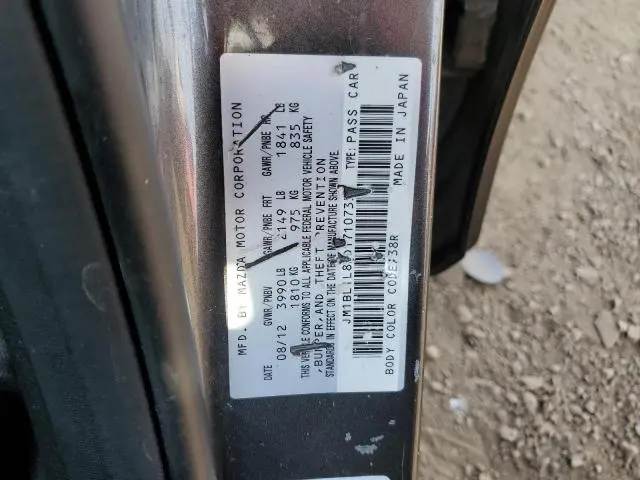 MFD. BY MAZDA MOTOR CORPORATION
DATE GVWR/PNBV GAWR/PNBE FRT GAWR/PNBE RR
08/12 3990 LB 2149 LB 1841 LB
1810 KG 975 KG 835 KG
THIS VEHICLE CONFORMS TO ALL APPLICABLE FEDERAL MOTOR VEHICLE SAFETY
,BUMPER,AND THEFT PREVENTION
STANDARDS IN EFFECT ON THE DATE OF MANUFACTURE SHOWN ABOVE.
TYPE: PASS CAR
BODY COLOR CODE: 38R MADE IN JAPAN